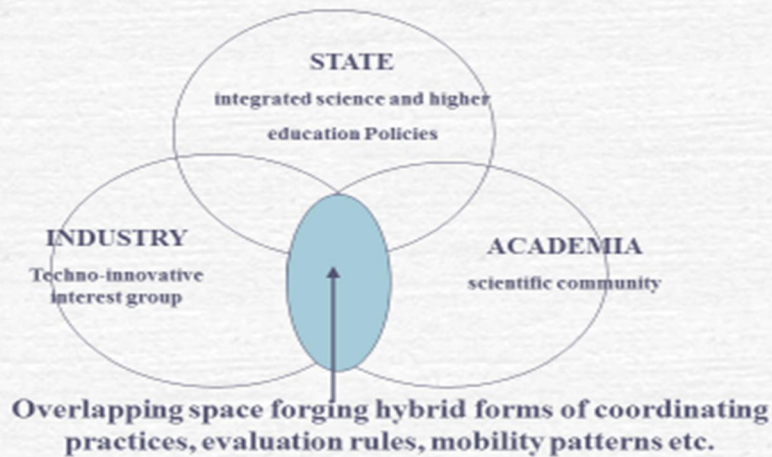 STATE
integrated science and higher
education Policies
INDUSTRY
Techno-innovative
interest group
ACADEMIA
scientific community
Overlapping space forging hybrid forms of coordinating
practices, evaluation rules, mobility patterns etc.